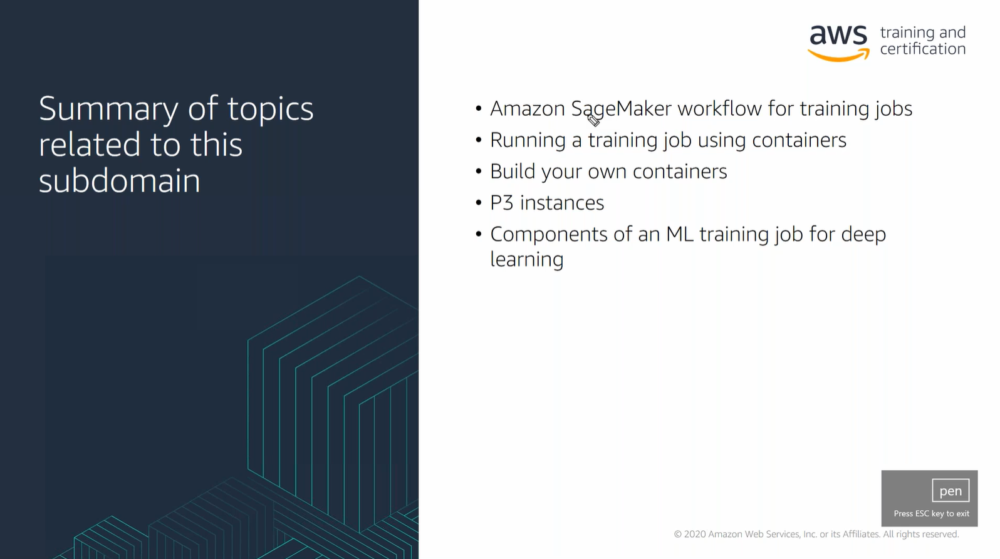 Summary of topics
related to this
subdomain
aws training and
certification
• Amazon SageMaker workflow for training jobs
• Running a training job using containers
• Build your own containers
• P3 instances
• Components of an ML training job for deep
learning
pen
Press ESC key to exit
© 2020 Amazon Web Services, Inc. or its Affiliates. All rights reserved.